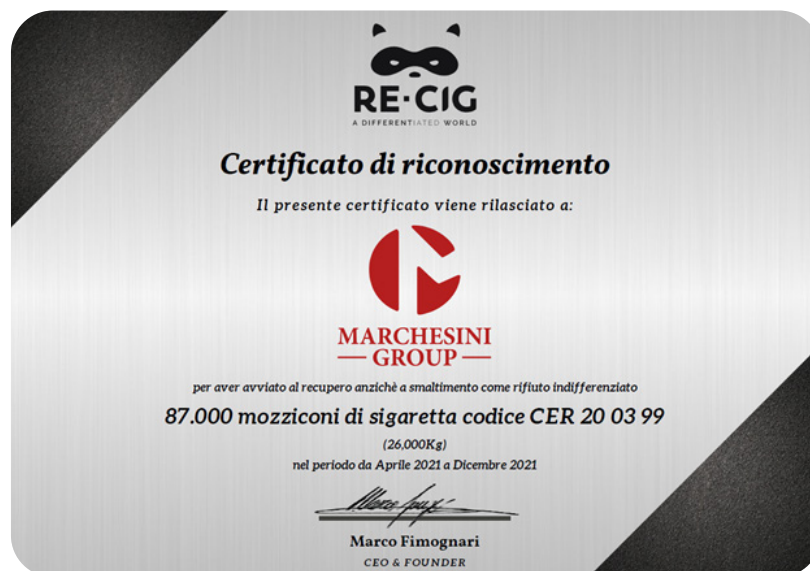 RE·CIG
A DIFFERENTIATED WORLD
Certificato di riconoscimento
Il presente certificato viene rilasciato a:
MARCHESINI
GROUP
per aver avviato al recupero anzichè a smaltimento come rifiuto indifferenziato
87.000 mozziconi di sigaretta codice CER 20 03 99
(26,000Kg)
nel periodo da Aprile 2021 a Dicembre 2021
Marco Fimognari
CEO & FOUNDER